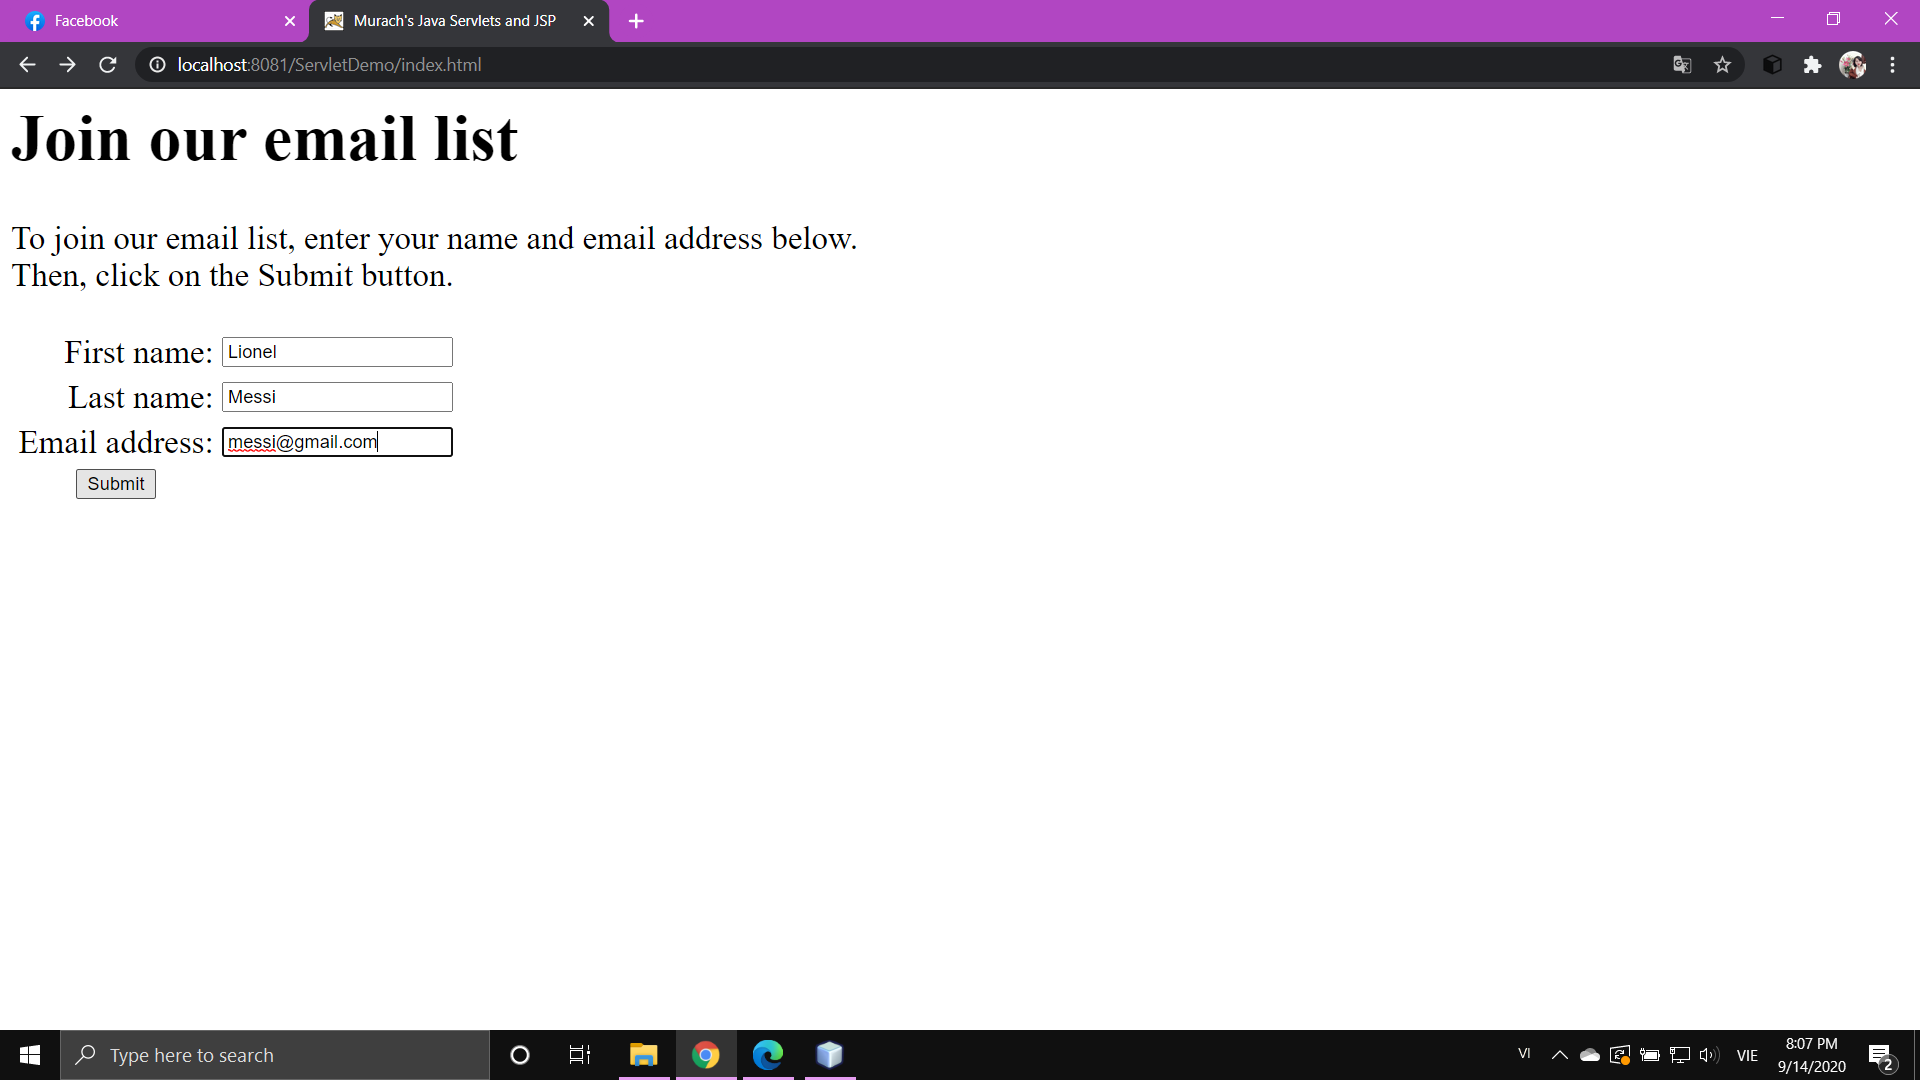 Facebook
Murach's Java Servlets and JSP
localhost:8081/ServletDemo/index.html
Join our email list
To join our email list, enter your name and email address below.
Then, click on the Submit button.
First name: Lionel
Last name: Messi
Email address: messi@gmail.com
Submit
Type here to search
VI
VIE
8:07 PM
9/14/2020
2